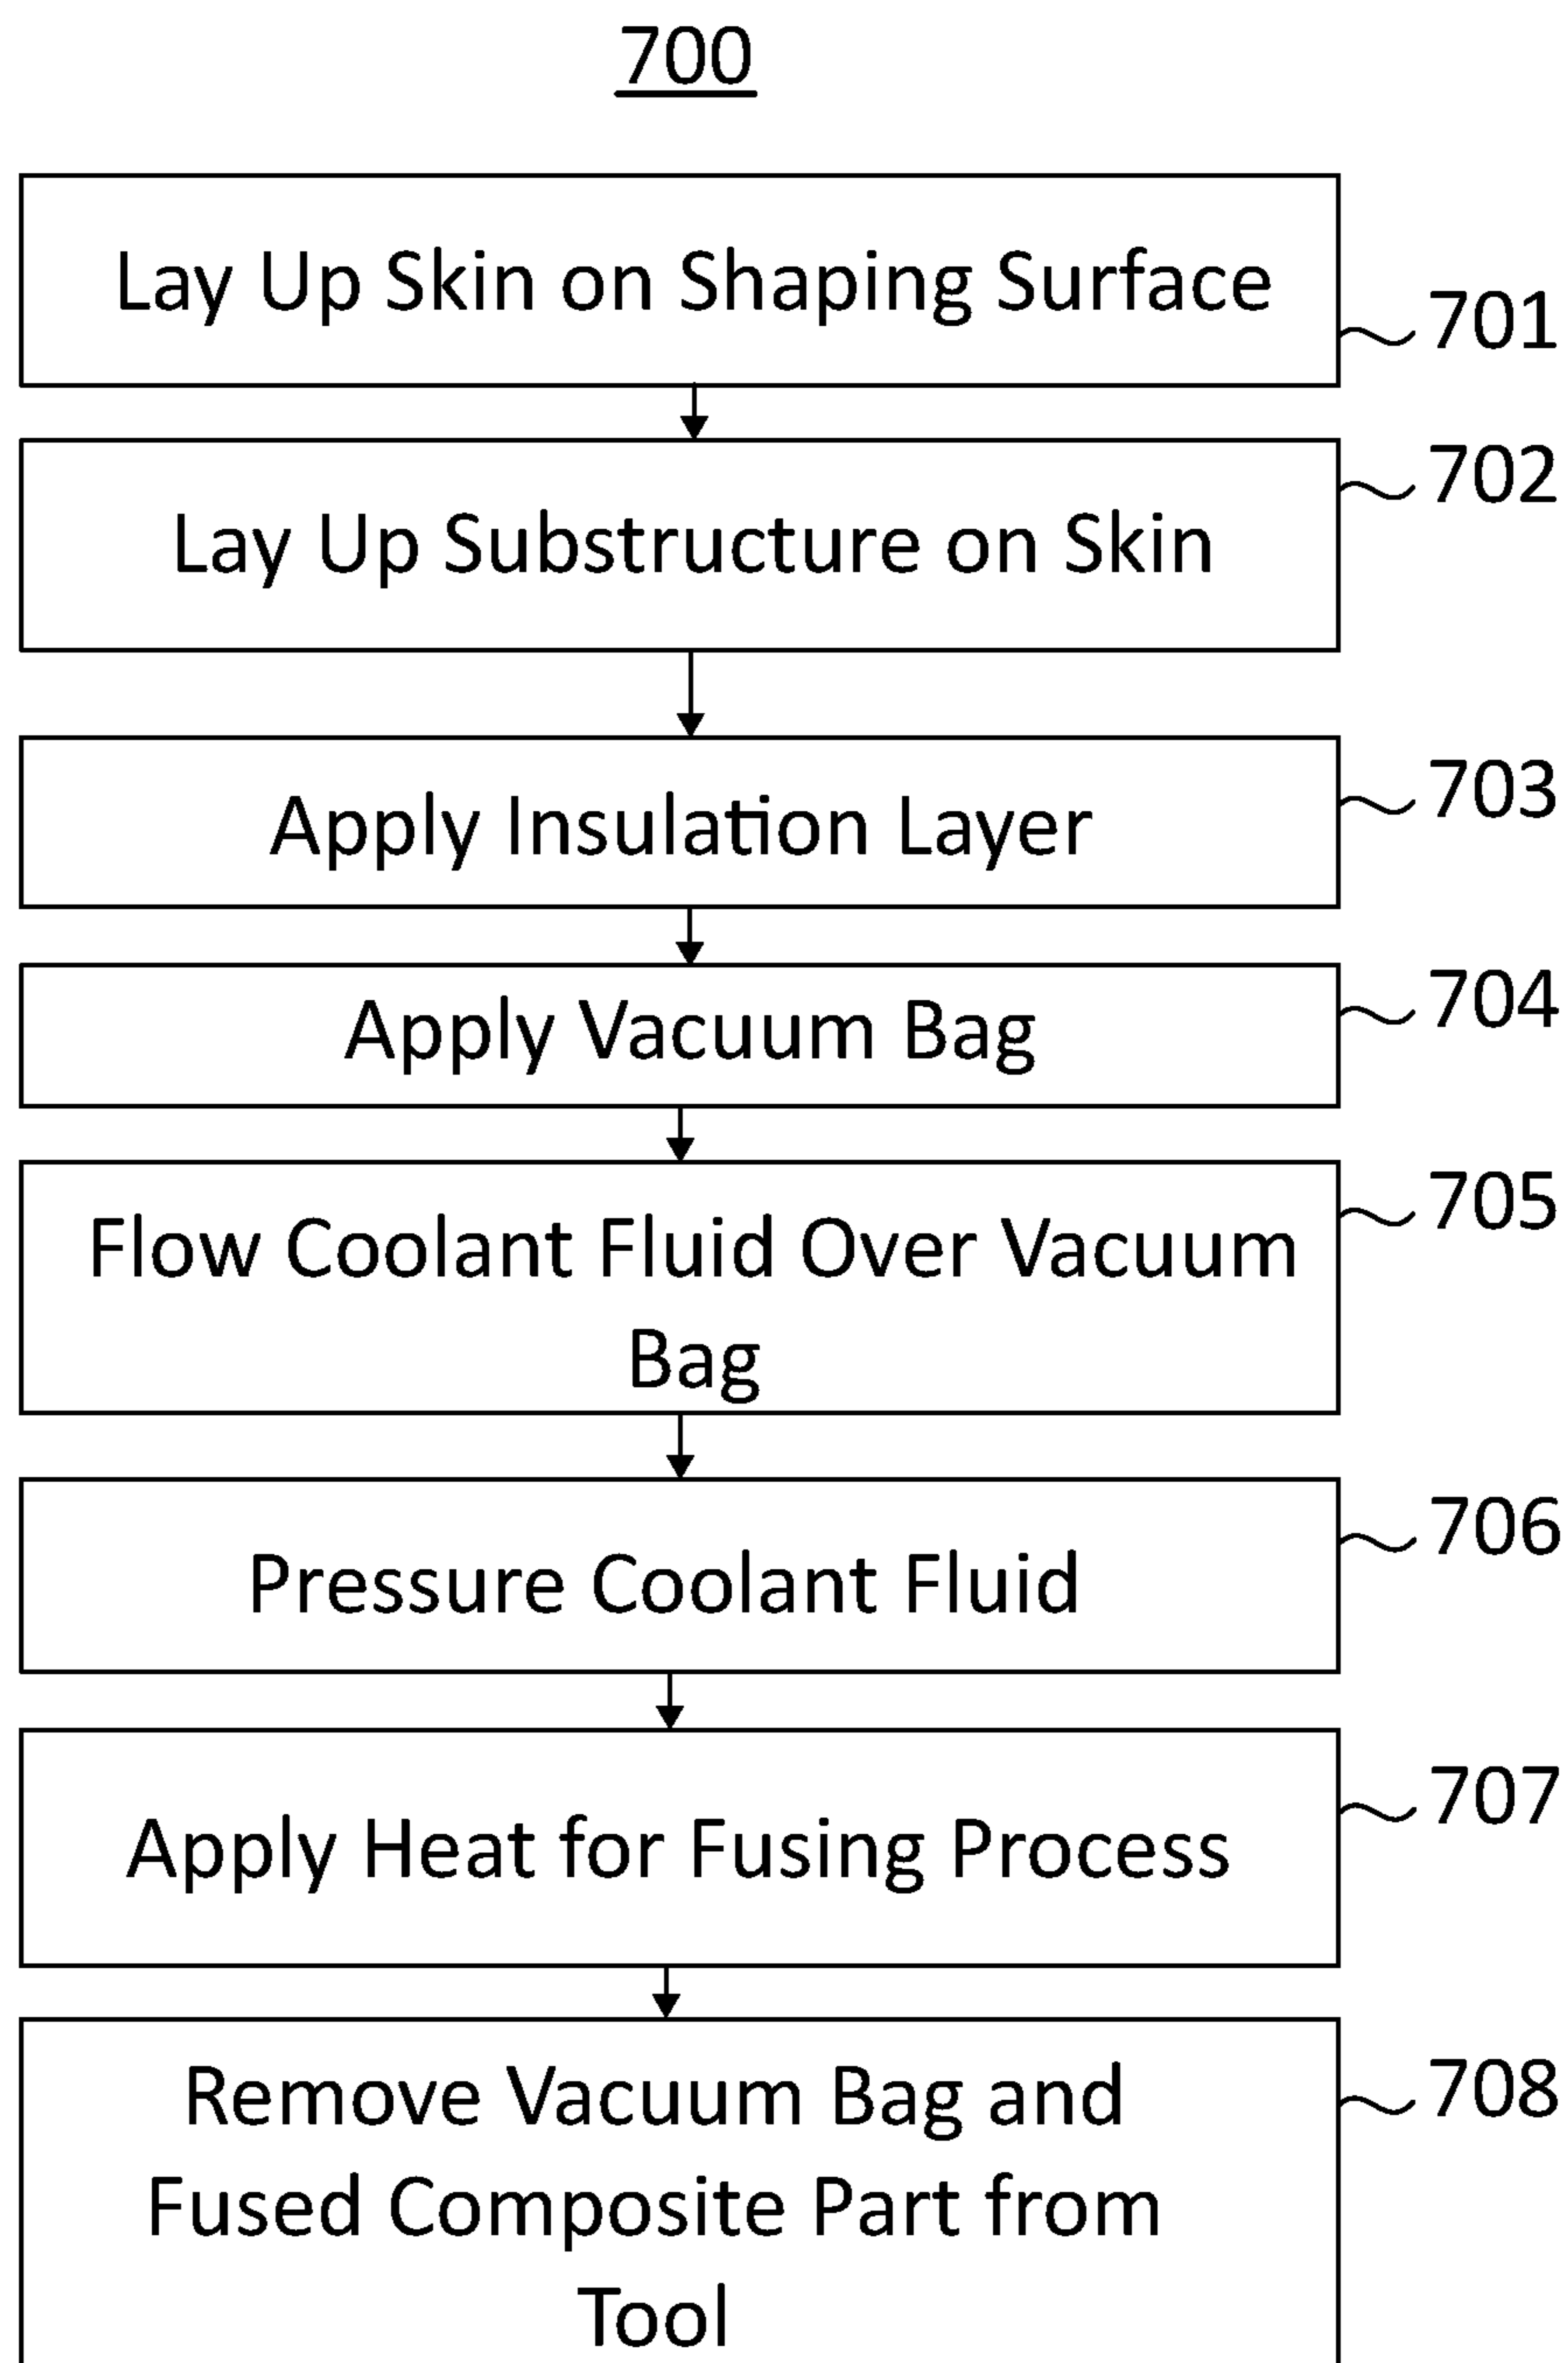 700
Lay Up Skin on Shaping Surface
701
702
Lay Up Substructure on Skin
703
Apply Insulation Layer
704
Apply Vacuum Bag
705
Flow Coolant Fluid Over Vacuum
Bag
706
Pressure Coolant Fluid
707
Apply Heat for Fusing Process
708
Remove Vacuum Bag and
Fused Composite Part from
Tool